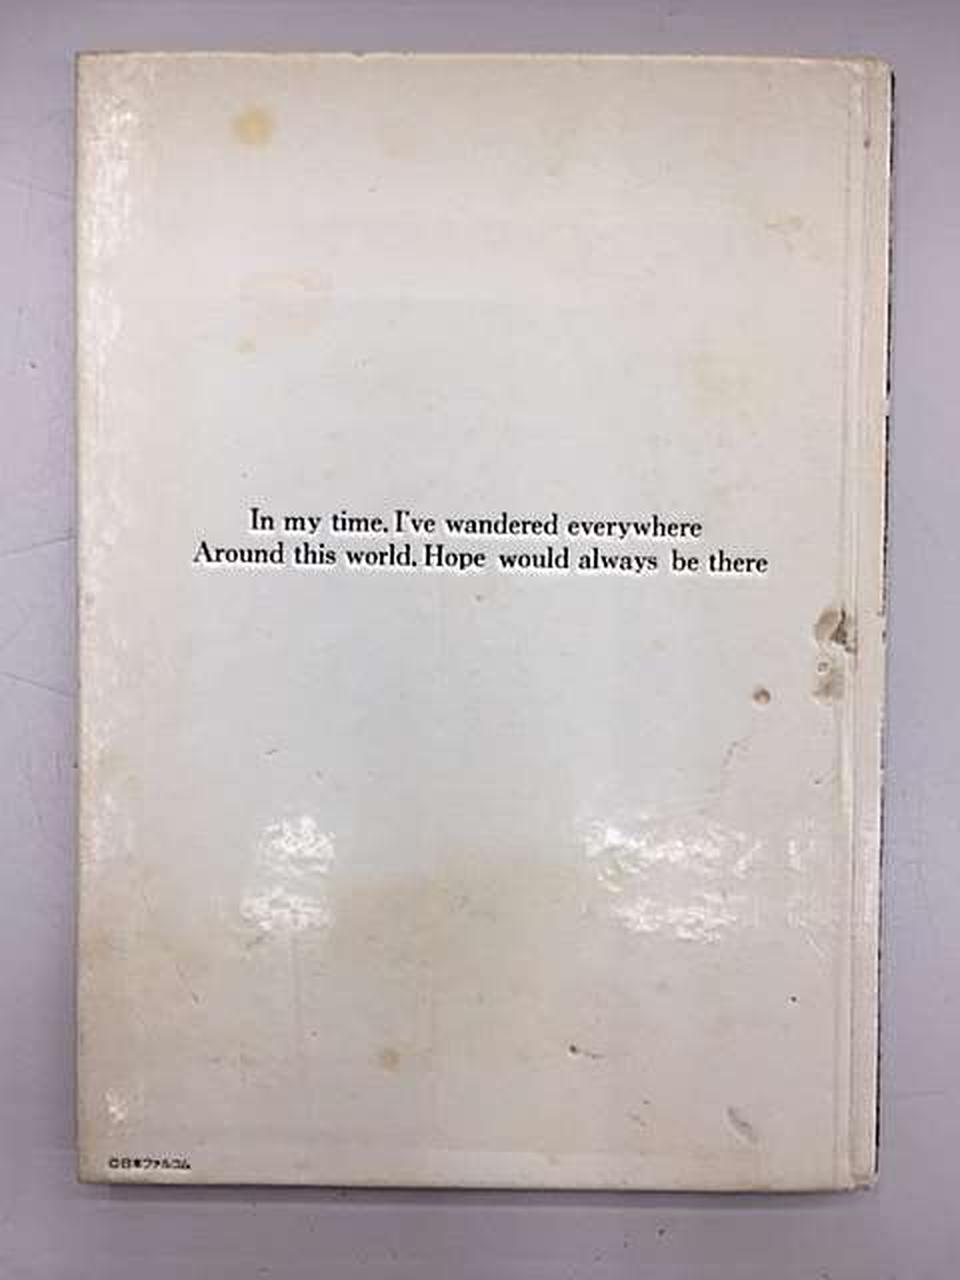 In my time. I've wandered everywhere
Around this world. Hope would always be there
©日本ファルコム